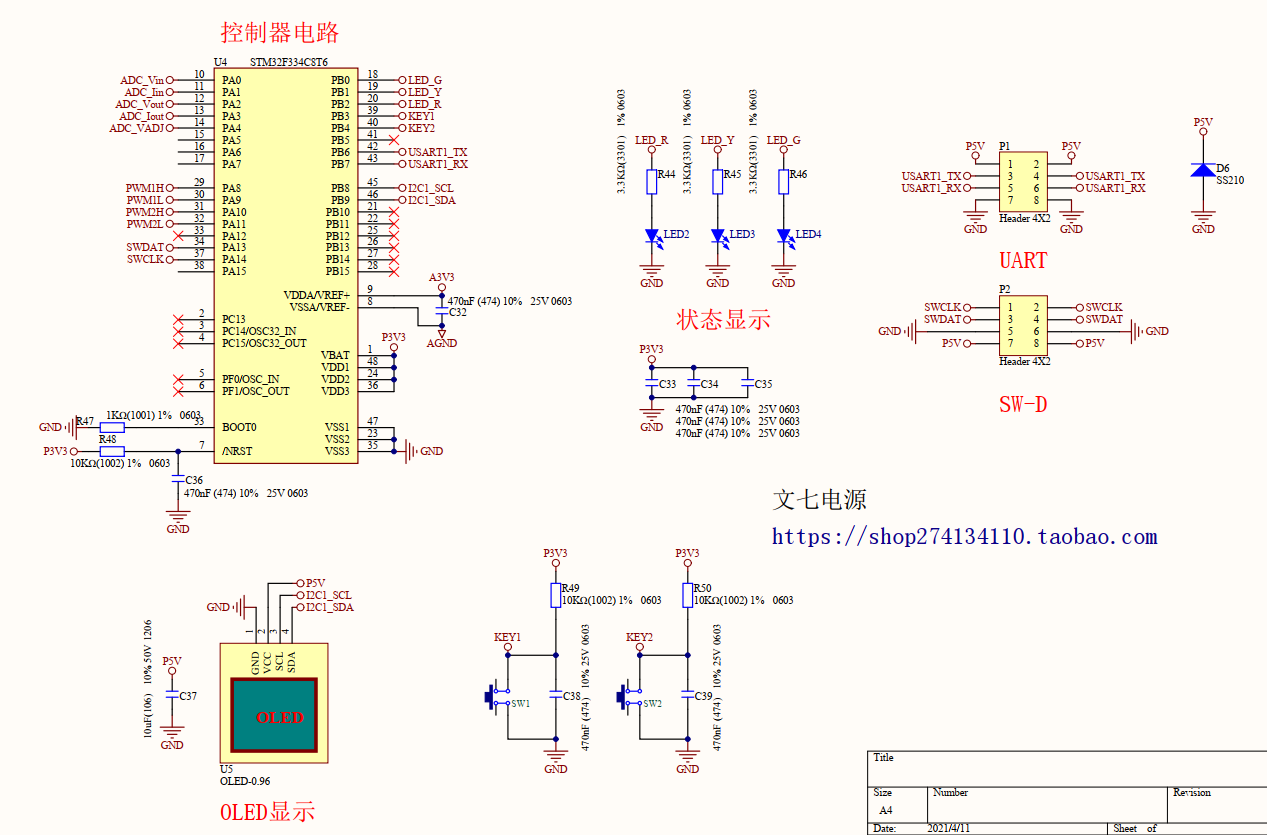 控制器电路
U4 STM32F334C8T6
ADC_Vin 10 PA0 PB0 18 LED_G
ADC_Iin 11 PA1 PB1 19 LED_Y
ADC_Vout 12 PA2 PB2 20 LED_R
ADC_Iout 13 PA3 PB3 39 KEY1
ADC_VADJ 14 PA4 PB4 40 KEY2
15 PA5 PB5 41
16 PA6 PB6 42 USART1_TX
17 PA7 PB7 43 USART1_RX
PWM1H 29 PA8 PB8 45 I2C1_SCL
PWM1L 30 PA9 PB9 46 I2C1_SDA
PWM2H 31 PA10 PB10 21
PWM2L 32 PA11 PB11 22
33 PA12 PB12 25
SWDAT 34 PA13 PB13 26
SWCLK 37 PA14 PB14 27
38 PA15 PB15 28
VDDA/VREF+ 9
VSSA/VREF- 8
A3V3
470nF (474) 10% 25V 0603
C32
AGND
2 PC13
3 PC14/OSC32_IN
4 PC15/OSC32_OUT
P3V3
VBAT 1
VDD1 48
VDD2 24
VDD3 36
5 PF0/OSC_IN
6 PF1/OSC_OUT
1KΩ(1001) 1% 0603
GND R47 33 BOOT0
R48
P3V3 7 /NRST
10KΩ(1002) 1% 0603
VSS1 47
VSS2 23
VSS3 35 GND
C36
470nF (474) 10% 25V 0603
GND
3.3KΩ(3301) 1% 0603
3.3KΩ(3301) 1% 0603
3.3KΩ(3301) 1% 0603
LED_R LED_Y LED_G
R44 R45 R46
LED2 LED3 LED4
GND GND GND
状态显示
P3V3
C33 C34 C35
470nF (474) 10% 25V 0603
470nF (474) 10% 25V 0603
470nF (474) 10% 25V 0603
GND
P5V P1 P5V
1 2
USART1_TX 3 4 USART1_TX
USART1_RX 5 6 USART1_RX
7 8
Header 4X2
GND GND
UART
P5V
D6
SS210
GND
P2
SWCLK 1 2 SWCLK
SWDAT 3 4 SWDAT
GND 5 6 GND
P5V 7 8 P5V
Header 4X2
SW-D
文七电源
https://shop274134110.taobao.com
P5V
I2C1_SCL
GND I2C1_SDA
1 2 3 4
GND VCC SCL SDA
OLED
U5
OLED-0.96
OLED显示
10uF(106) 10% 50V 1206
P5V
C37
GND
P3V3
R49
10KΩ(1002) 1% 0603
KEY1
SW1
C38
470nF (474) 10% 25V 0603
GND
P3V3
R50
10KΩ(1002) 1% 0603
KEY2
SW2
C39
470nF (474) 10% 25V 0603
GND
Title
Size Number Revision
A4
Date: 2021/4/11 Sheet of